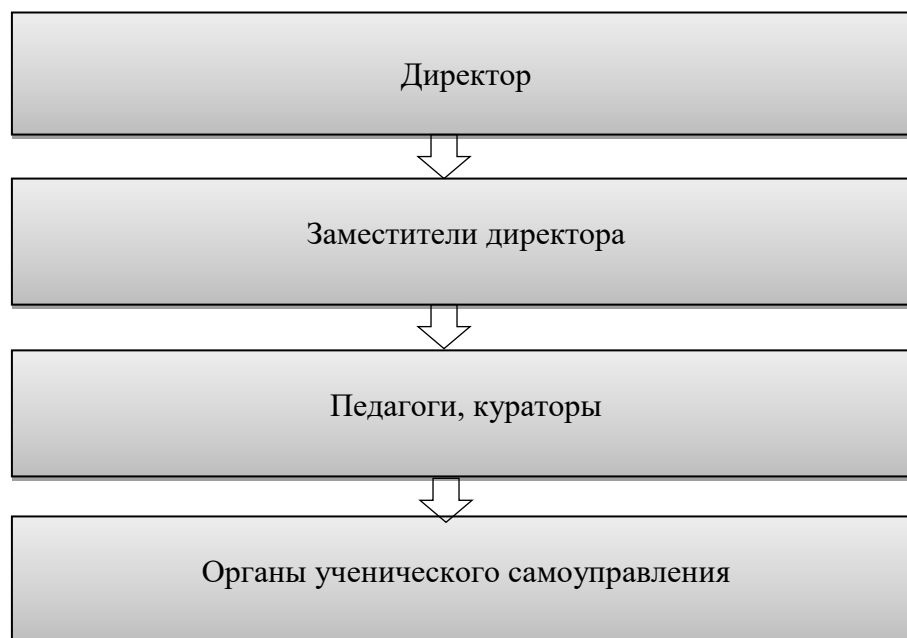 Директор
Заместители директора
Педагоги, кураторы
Органы ученического самоуправления